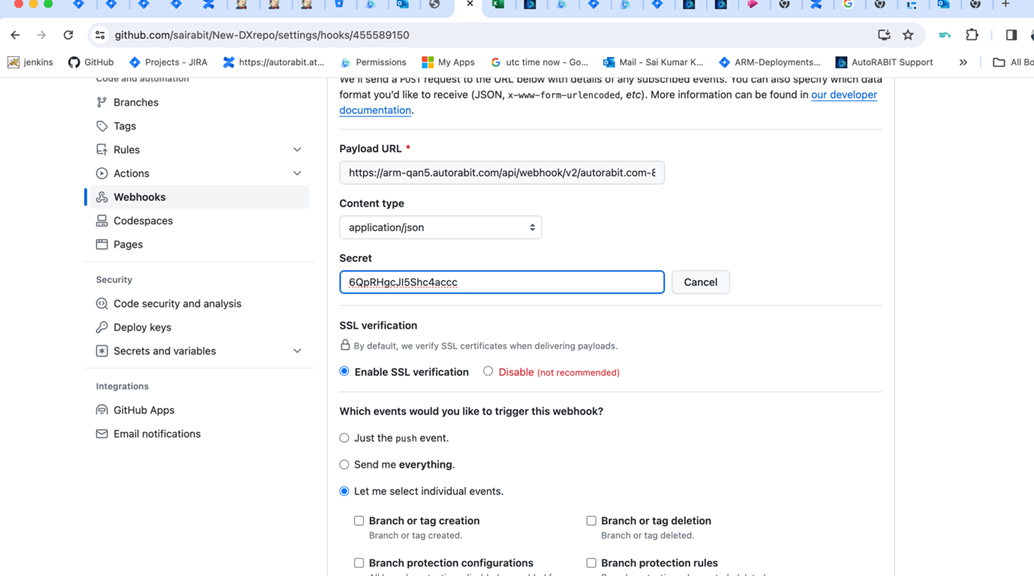 github.com/sairabit/New-DXrepo/settings/hooks/455589150
jenkins GitHub Projects - JIRA https://autorabit.at... Permissions My Apps utc time now - Go... Mail - Sai Kumar K... ARM-Deployments... AutoRABIT Support » All Bo
Code and automation
Branches
Tags
Rules
Actions
Webhooks
Codespaces
Pages
Security
Code security and analysis
Deploy keys
Secrets and variables
Integrations
GitHub Apps
Email notifications
We'll send a POST request to the URL below with details of any subscribed events. You can also specify which data
format you'd like to receive (JSON, x-www-form-urlencoded, etc). More information can be found in our developer
documentation.
Payload URL *
https://arm-qan5.autorabit.com/api/webhook/v2/autorabit.com-8
Content type
application/json
Secret
6QpRHgcJI5Shc4accc
Cancel
SSL verification
By default, we verify SSL certificates when delivering payloads.
Enable SSL verification Disable (not recommended)
Which events would you like to trigger this webhook?
Just the push event.
Send me everything.
Let me select individual events.
Branch or tag creation
Branch or tag created.
Branch or tag deletion
Branch or tag deleted.
Branch protection configurations
Branch protection rules